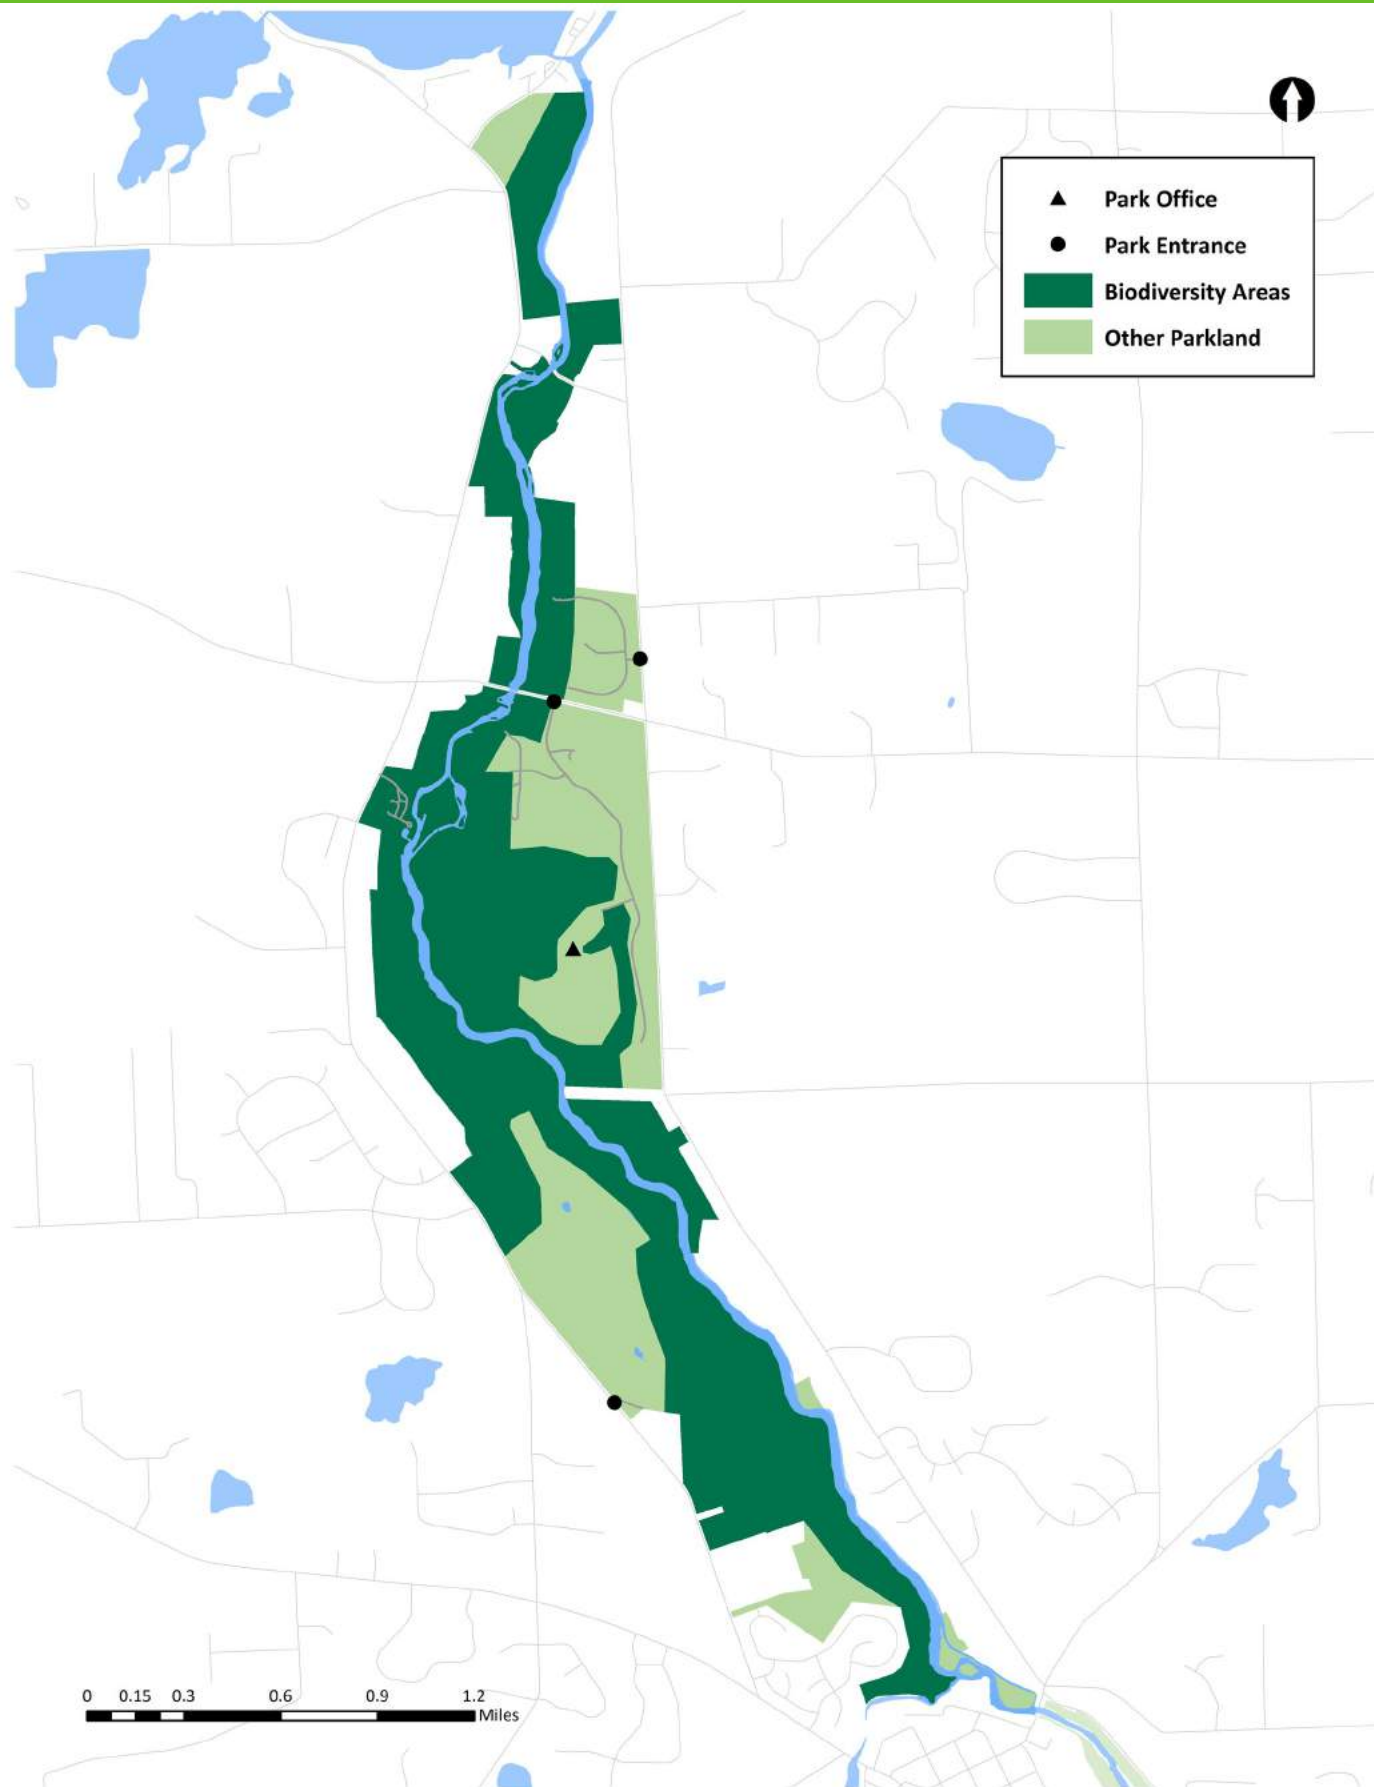 Park Office
Park Entrance
Biodiversity Areas
Other Parkland
0 0.15 0.3 0.6 0.9 1.2
Miles